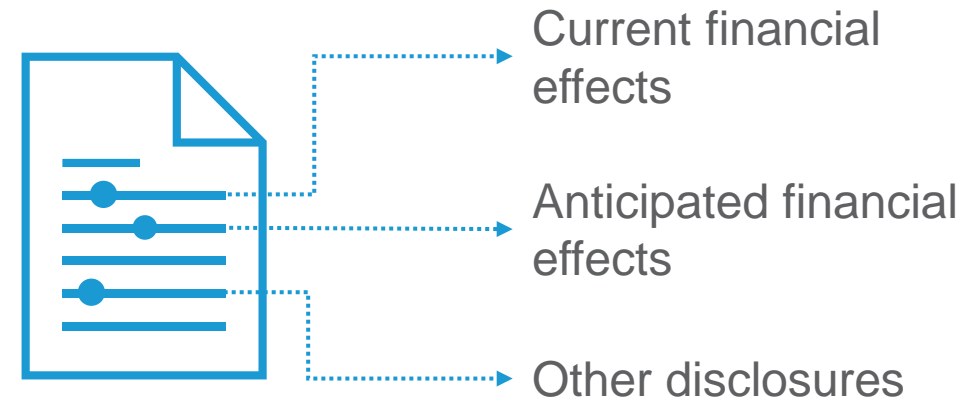 Current financial
effects
Anticipated financial
effects
Other disclosures